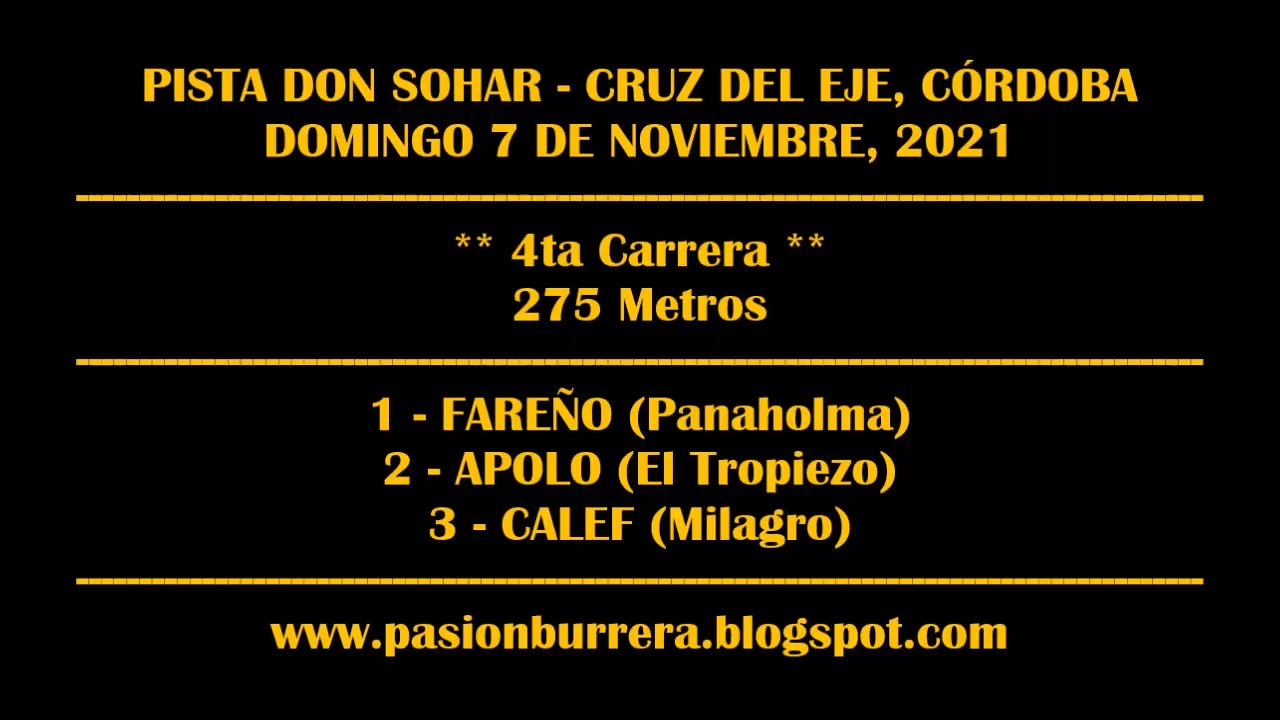 PISTA DON SOHAR - CRUZ DEL EJE, CÓRDOBA
DOMINGO 7 DE NOVIEMBRE, 2021
** 4ta Carrera **
275 Metros
1 - FAREÑO (Panaholma)
2 - APOLO (El Tropiezo)
3 - CALEF (Milagro)
www.pasionburrera.blogspot.com